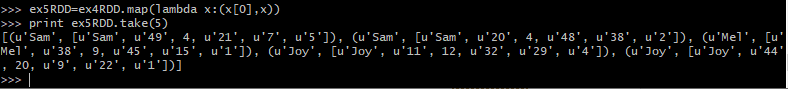 >>> ex5RDD=ex4RDD.map(lambda x:(x[0],x))
>>> print ex5RDD.take(5)
[(u'Sam', [u'Sam', u'49', 4, u'21', u'7', u'5']), (u'Sam', [u'Sam', u'20', 4, u'48', u'38', u'2']), (u'Mel', [u'
Mel', u'38', 9, u'45', u'15', u'1']), (u'Joy', [u'Joy', u'11', 12, u'32', u'29', u'4']), (u'Joy', [u'Joy', u'44'
, 20, u'9', u'22', u'1'])]
>>>